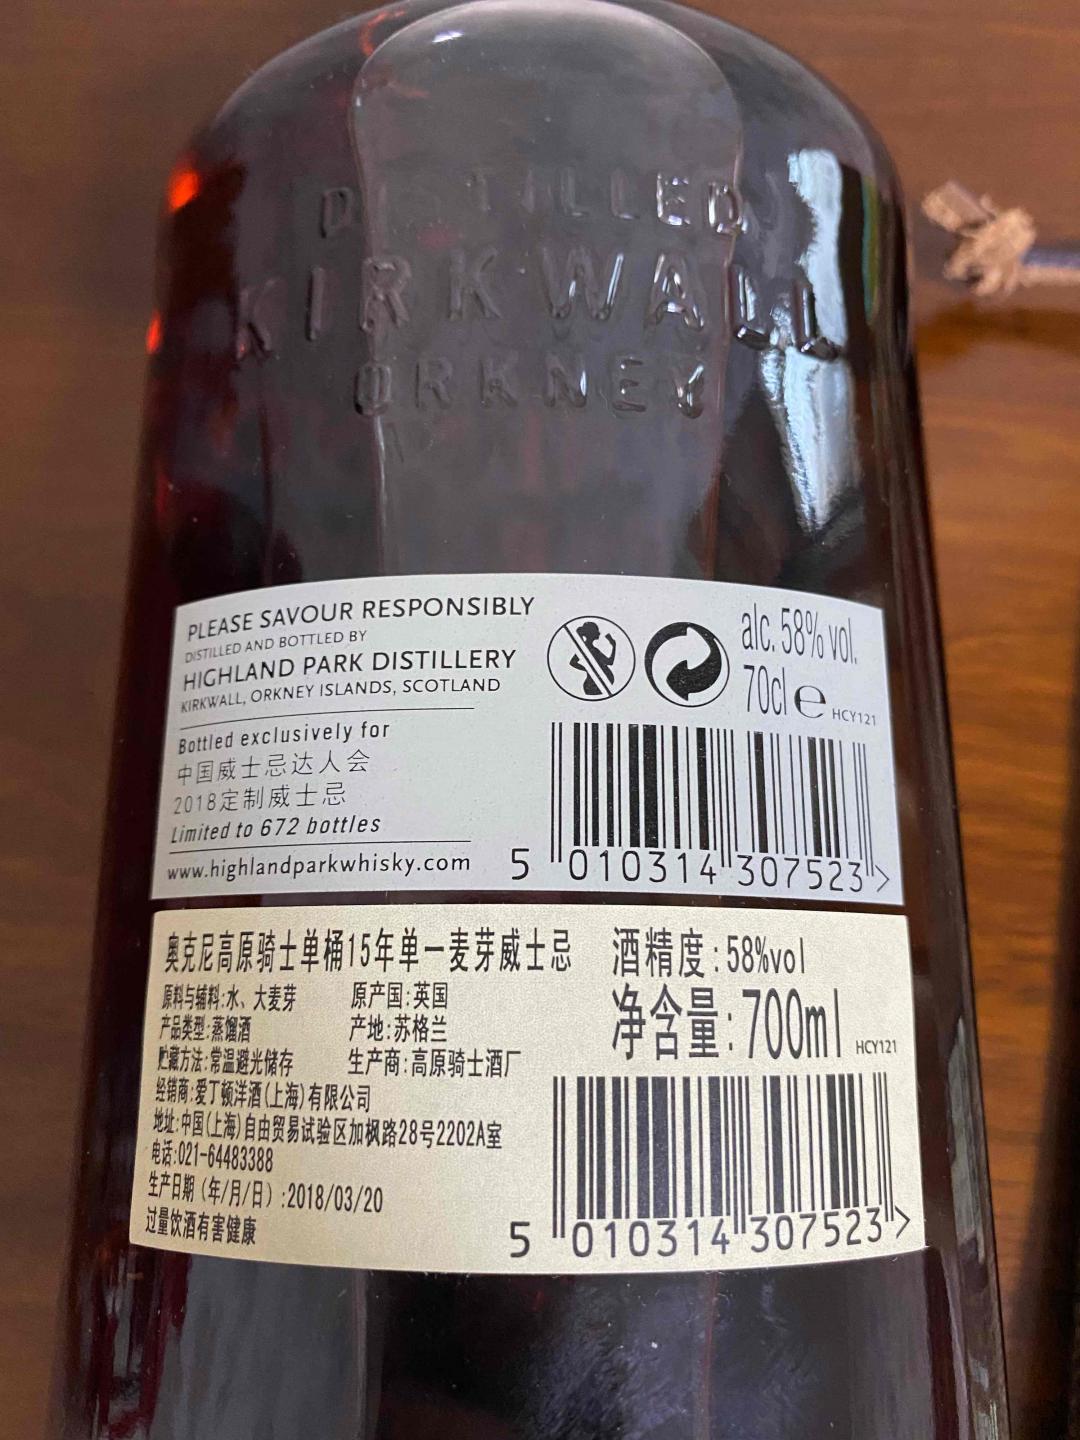 DISTILLED
KIRKWALL
ORKNEY
PLEASE SAVOUR RESPONSIBLY
DISTILLED AND BOTTLED BY
HIGHLAND PARK DISTILLERY
KIRKWALL, ORKNEY ISLANDS, SCOTLAND
Bottled exclusively for
中国威士忌达人会
2018定制威士忌
Limited to 672 bottles
www.highlandparkwhisky.com
alc. 58% vol.
70cl e HCY121
5 010314 307523 >
奥克尼高原骑士单桶15年单一麦芽威士忌
原料与辅料:水、大麦芽 原产国:英国
产品类型:蒸馏酒 产地:苏格兰
贮藏方法:常温避光储存 生产商:高原骑士酒厂
经销商:爱丁顿洋酒(上海)有限公司
地址:中国(上海)自由贸易试验区加枫路28号2202A室
电话:021-64483388
生产日期（年/月/日）:2018/03/20
过量饮酒有害健康
酒精度:58%vol
净含量:700ml HCY121
5 010314 307523 >